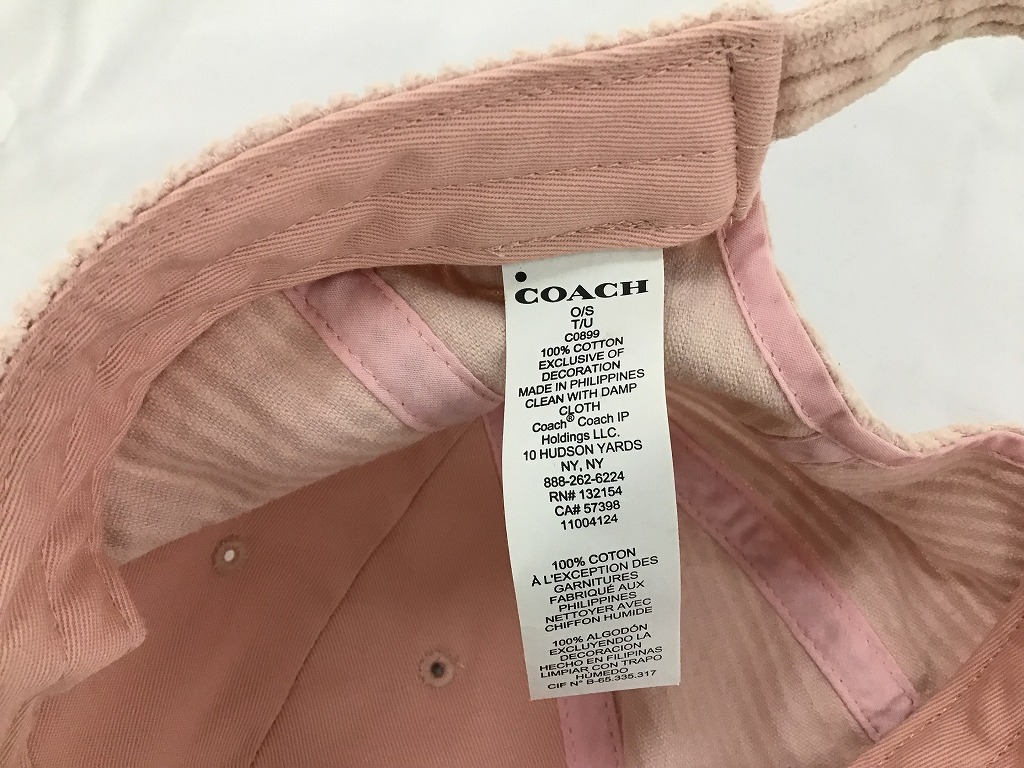 COACH
O/S
T/U
C0899
100% COTTON
EXCLUSIVE OF
DECORATION
MADE IN PHILIPPINES
CLEAN WITH DAMP
CLOTH
Coach® Coach IP
Holdings LLC.
10 HUDSON YARDS
NY, NY
888-262-6224
RN# 132154
CA# 57398
11004124
100% COTON
À L'EXCEPTION DES
GARNITURES
FABRIQUÉ AUX
PHILIPPINES
NETTOYER AVEC
CHIFFON HUMIDE
100% ALGODÓN
EXCLUYENDO LA
DECORACIÓN
HECHO EN FILIPINAS
LIMPIAR CON TRAPO
HÚMEDO
CIF Nº B-65.335.317